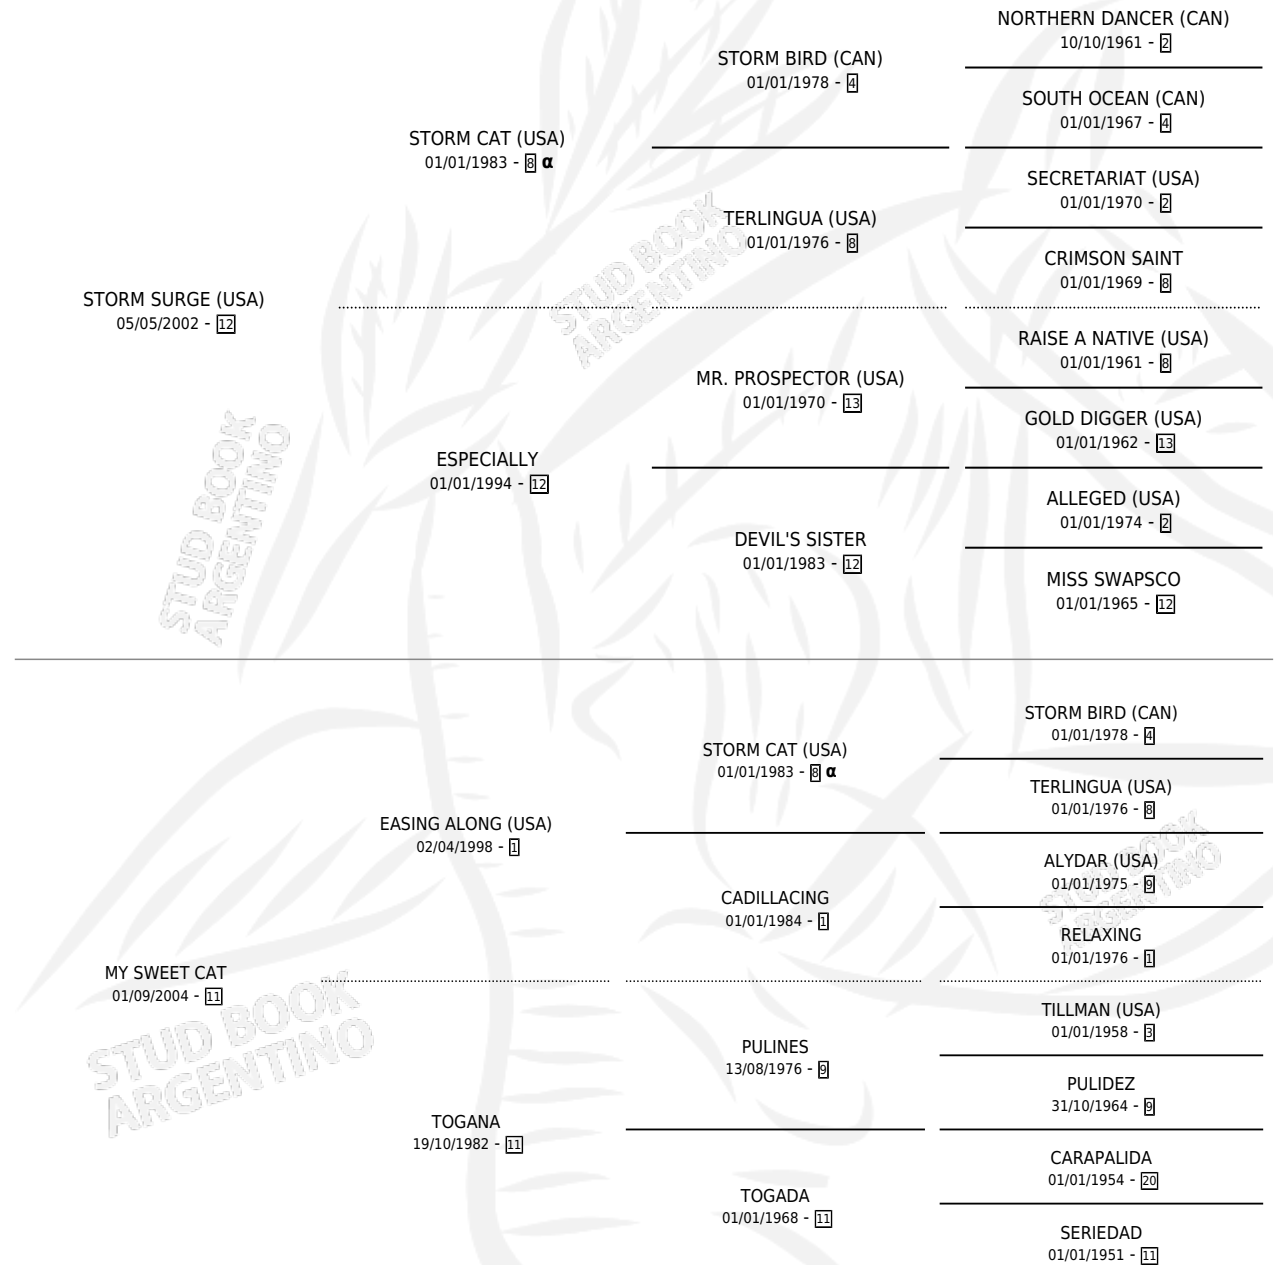 NORTHERN DANCER (CAN)
10/10/1961 - 2
STORM BIRD (CAN)
01/01/1978 - 4
SOUTH OCEAN (CAN)
01/01/1967 - 4
STORM CAT (USA)
01/01/1983 - 8 α
SECRETARIAT (USA)
01/01/1970 - 2
TERLINGUA (USA)
01/01/1976 - 8
CRIMSON SAINT
01/01/1969 - 8
STORM SURGE (USA)
05/05/2002 - 12
RAISE A NATIVE (USA)
01/01/1961 - 8
MR. PROSPECTOR (USA)
01/01/1970 - 13
GOLD DIGGER (USA)
01/01/1962 - 13
ESPECIALLY
01/01/1994 - 12
ALLEGED (USA)
01/01/1974 - 2
DEVIL'S SISTER
01/01/1983 - 12
MISS SWAPSCO
01/01/1965 - 12
STORM BIRD (CAN)
01/01/1978 - 4
STORM CAT (USA)
01/01/1983 - 8 α
TERLINGUA (USA)
01/01/1976 - 8
EASING ALONG (USA)
02/04/1998 - 1
ALYDAR (USA)
01/01/1975 - 9
CADILLACING
01/01/1984 - 1
RELAXING
01/01/1976 - 1
MY SWEET CAT
01/09/2004 - 11
TILLMAN (USA)
01/01/1958 - 3
PULINES
13/08/1976 - 9
PULIDEZ
31/10/1964 - 9
TOGANA
19/10/1982 - 11
CARAPALIDA
01/01/1954 - 20
TOGADA
01/01/1968 - 11
SERIEDAD
01/01/1951 - 11
STUD BOOK
ARGENTINO
STUD BOOK
ARGENTINO
STUD BOOK
ARGENTINO
STUD BOOK
ARGENTINO